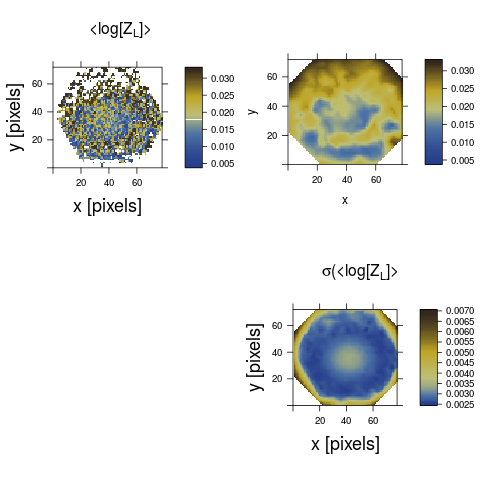 <log[Z_L]>
60
40
20
20 40 60
x [pixels]
y [pixels]
0.030
0.025
0.020
0.015
0.010
0.005
60
40
20
20 40 60
x
y
0.030
0.025
0.020
0.015
0.010
0.005
σ(<log[Z_L]>
60
40
20
20 40 60
x [pixels]
y [pixels]
0.0070
0.0065
0.0060
0.0055
0.0050
0.0045
0.0040
0.0035
0.0030
0.0025